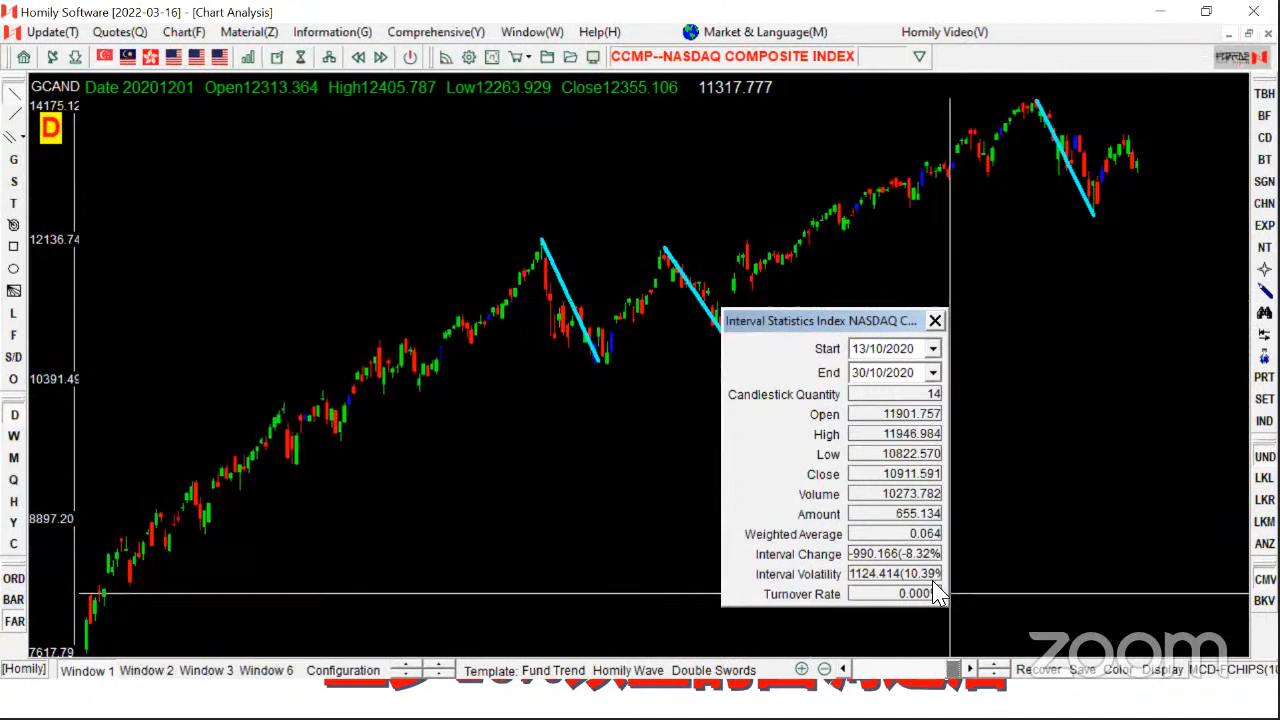 Homily Software [2022-03-16] - [Chart Analysis]
Update(T) Quotes(Z) Chart(F) Material(Z) Information(G) Comprehensive(Y) Window(W) Help(H) Market & Language(M) Homily Video(V)
CCMP--NASDAQ COMPOSITE INDEX
GCAND Date 20201201 Open12313.364 High12405.787 Low12263.929 Close12355.106 11317.777
14175.12
D
12136.74
10391.49
8897.20
7617.79
G
S
T
L
F
S/D
O
D
W
M
Q
H
Y
C
ORD
BAR
FAR
Interval Statistics Index NASDAQ C...
Start 13/10/2020
End 30/10/2020
Candlestick Quantity 14
Open 11901.757
High 11946.984
Low 10822.570
Close 10911.591
Volume 10273.782
Amount 655.134
Weighted Average 0.064
Interval Change -990.166(-8.32%
Interval Volatility 1124.414(10.39%
Turnover Rate 0.000
TBH
BF
CD
BT
SGN
CHN
EXP
NT
PRT
SET
IND
UND
LKL
LKR
LKM
ANZ
CMV
BKV
zoom
[Homily] Window 1 Window 2 Window 3 Window 6 Configuration Template: Fund Trend Homily Wave Double Swords Recover Save Color Display MCD-FCHIPS(10